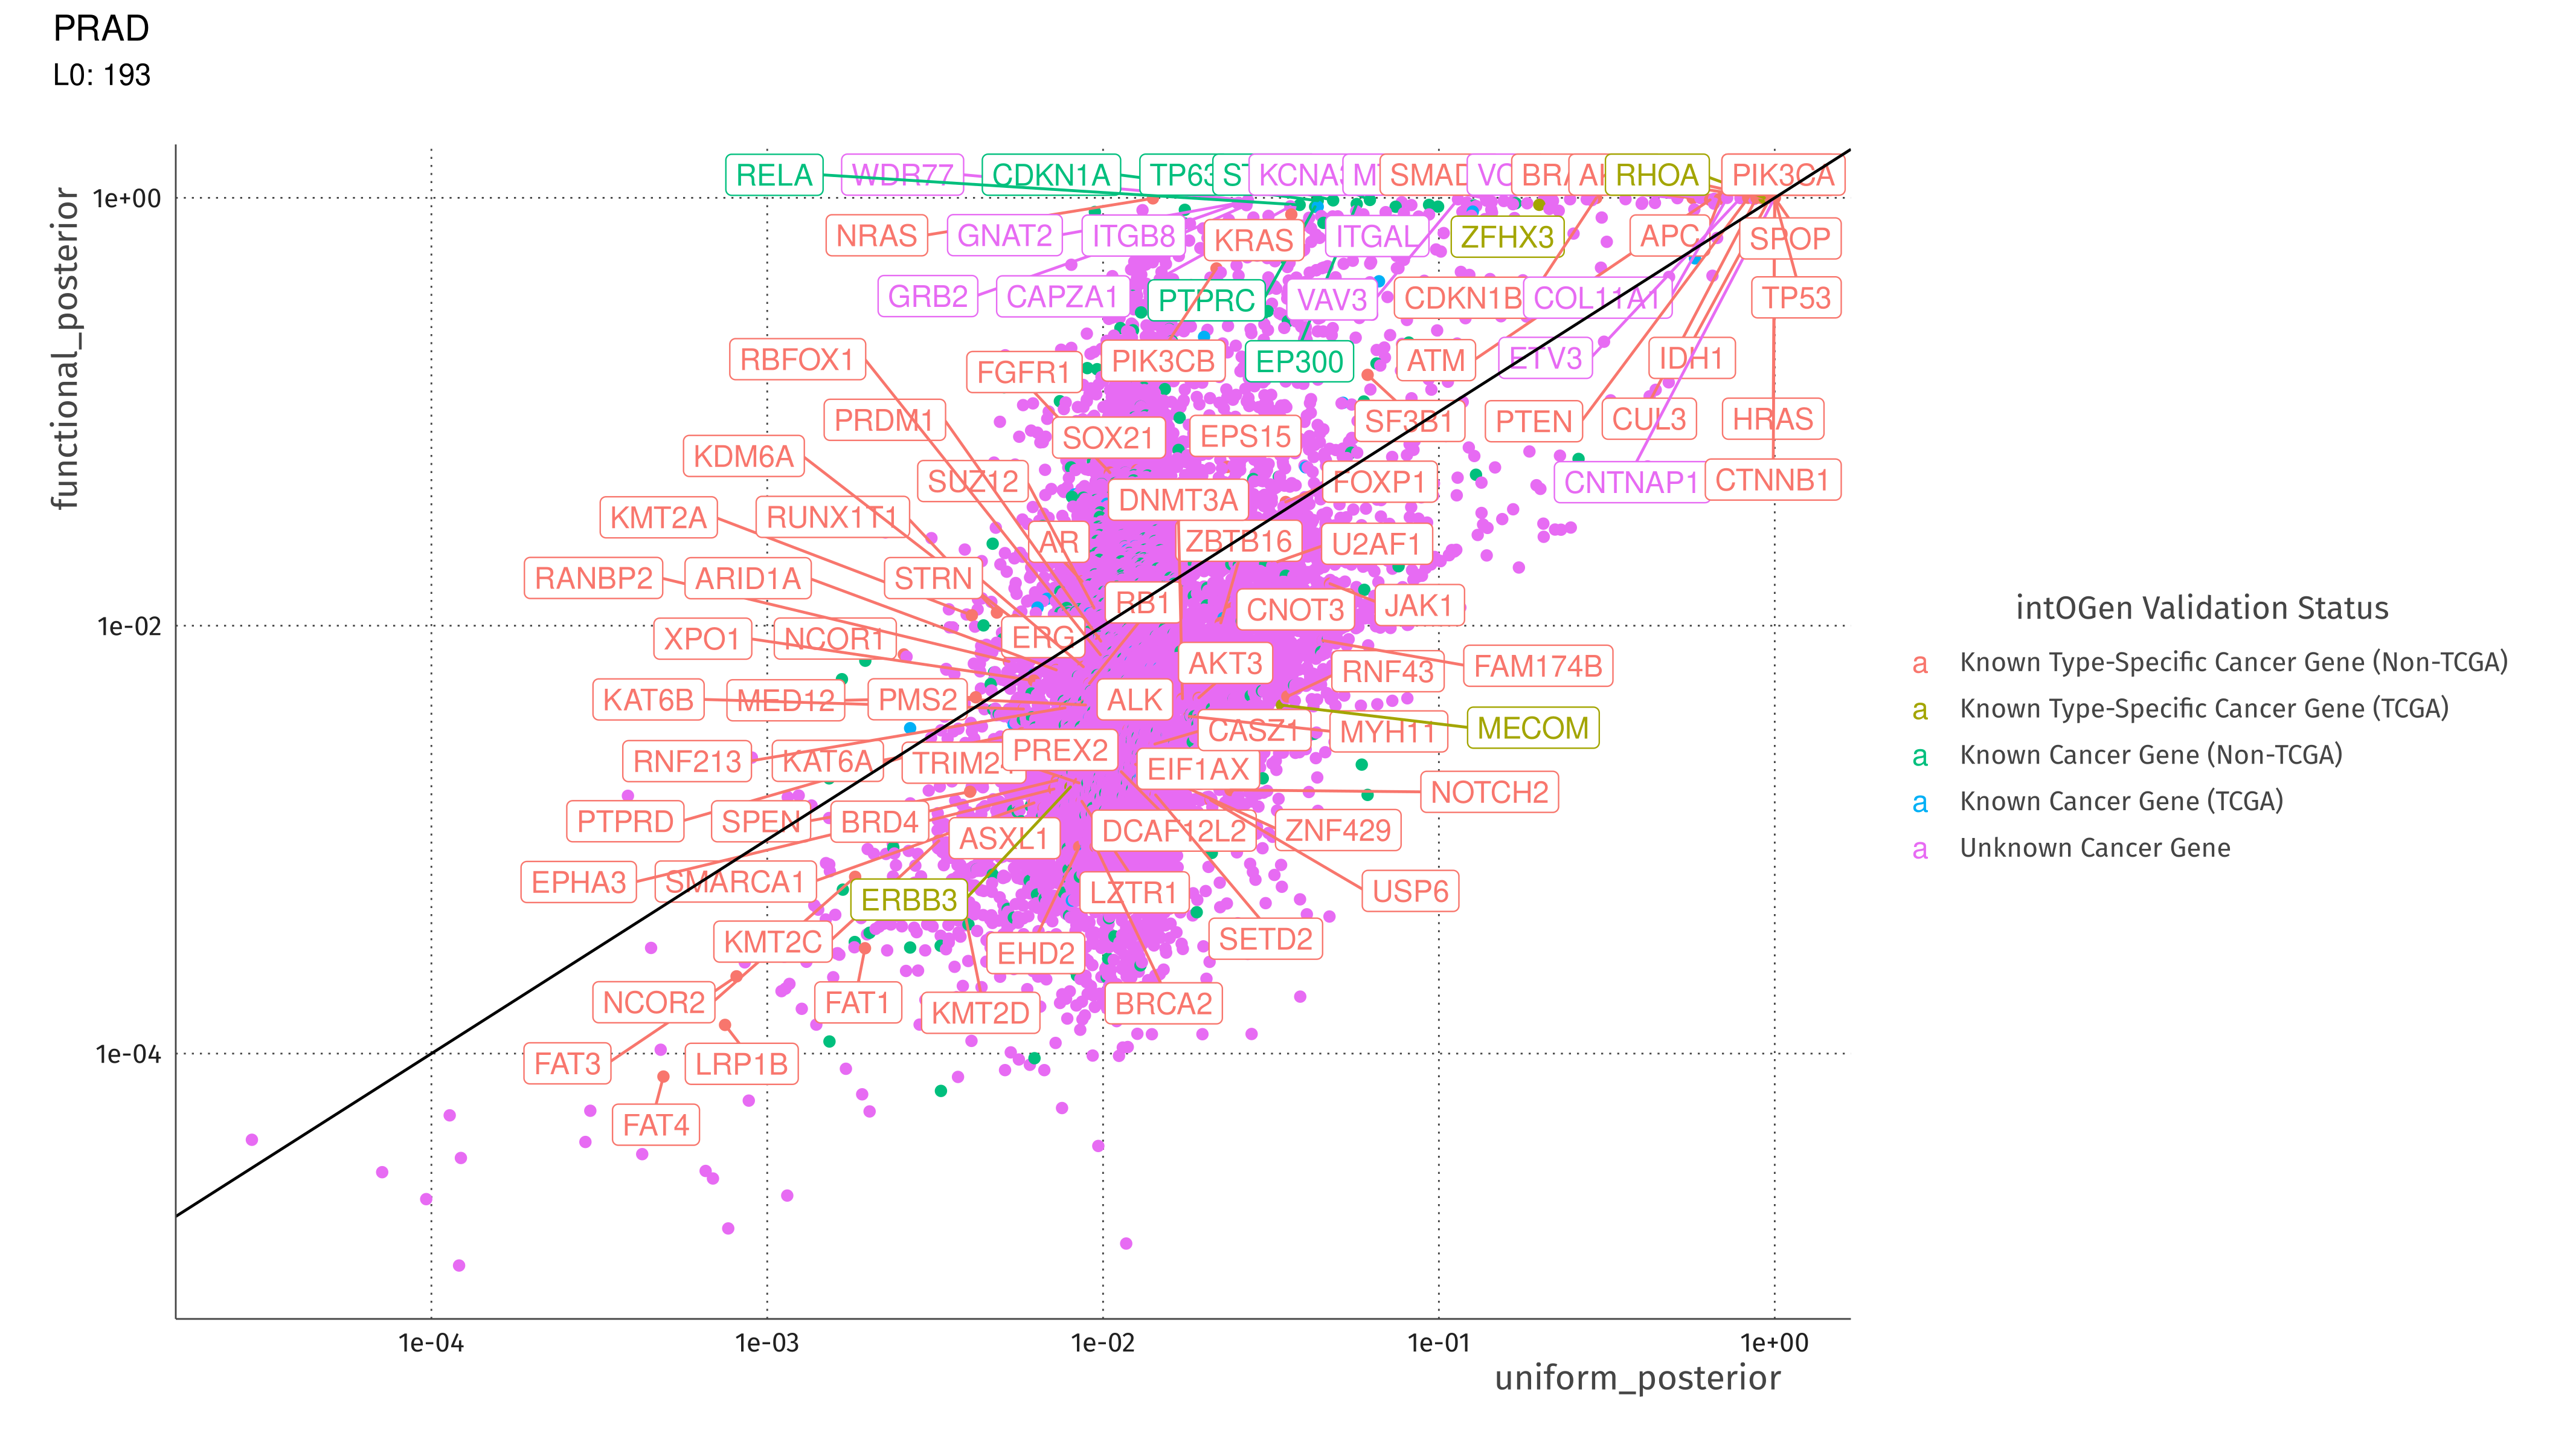 PRAD
L0: 193
functional_posterior
1e+00
1e-02
1e-04
RELA
WDR77
CDKN1A
TP63
RHOA
PIK3CA
NRAS
GNAT2
ITGB8
KRAS
ITGAL
ZFHX3
APC
SPOP
GRB2
CAPZA1
PTPRC
VAV3
CDKN1B
COL11A1
TP53
RBFOX1
FGFR1
PIK3CB
EP300
ATM
ETV3
IDH1
PRDM1
SOX21
EPS15
SF3B1
PTEN
CUL3
HRAS
KDM6A
SUZ12
DNMT3A
FOXP1
CNTNAP1
CTNNB1
KMT2A
RUNX1T1
AR
ZBTB16
U2AF1
RANBP2
ARID1A
STRN
RB1
CNOT3
JAK1
XPO1
NCOR1
ERG
AKT3
RNF43
FAM174B
KAT6B
MED12
PMS2
ALK
CASZ1
MYH11
MECOM
RNF213
KAT6A
PREX2
EIF1AX
NOTCH2
PTPRD
SPEN
BRD4
ASXL1
DCAF12L2
ZNF429
EPHA3
SMARCA1
ERBB3
LZTR1
USP6
KMT2C
EHD2
SETD2
NCOR2
FAT1
KMT2D
BRCA2
FAT3
LRP1B
FAT4
1e-04
1e-03
1e-02
1e-01
1e+00
uniform_posterior
intOGen Validation Status
a Known Type-Specific Cancer Gene (Non-TCGA)
a Known Type-Specific Cancer Gene (TCGA)
a Known Cancer Gene (Non-TCGA)
a Known Cancer Gene (TCGA)
a Unknown Cancer Gene